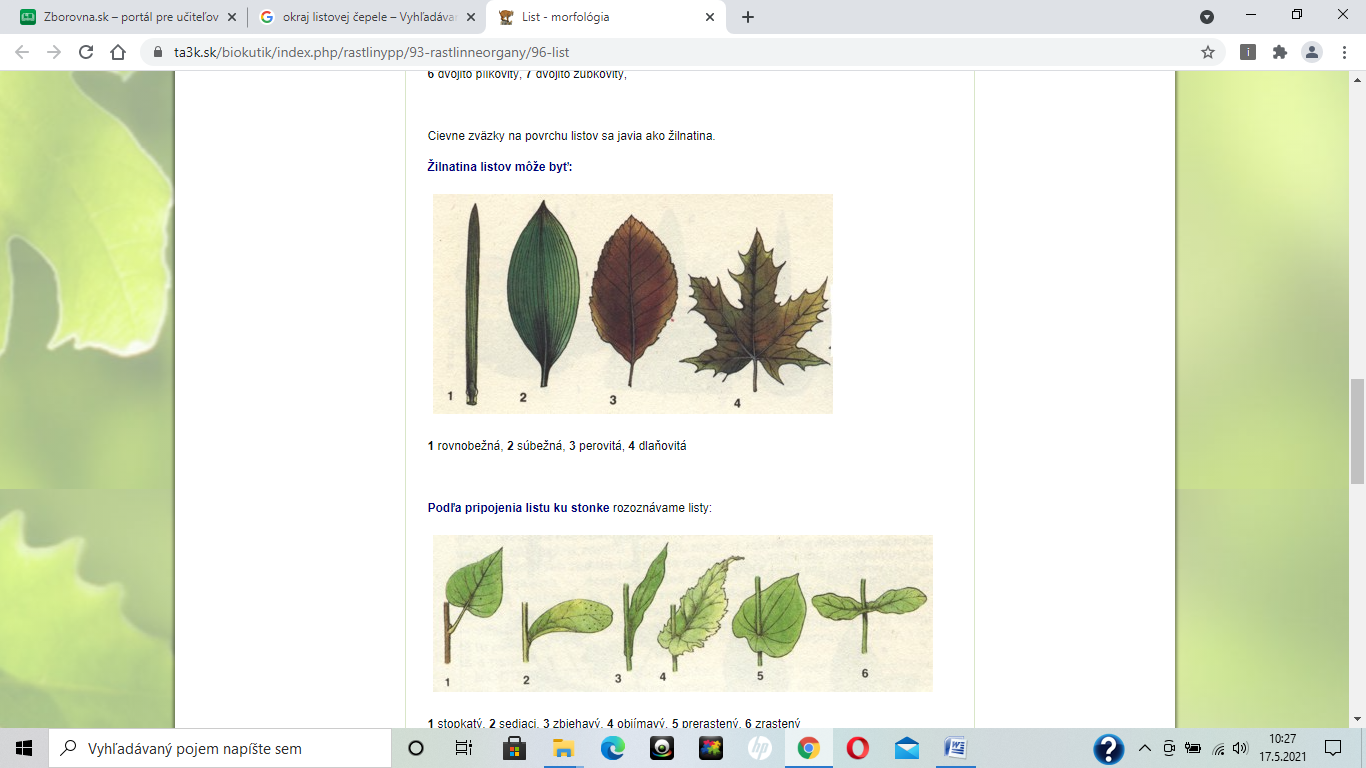 Zborovna.sk – portál pre učiteľov
okraj listovej čepele – Vyhľadáva
List - morfológia
ta3k.sk/biokutik/index.php/rastlinypp/93-rastlinneorgany/96-list
6 dvojito pílkovitý, 7 dvojito zúbkovitý,
Cievne zväzky na povrchu listov sa javia ako žilnatina.
Žilnatina listov môže byť:
1 2 3 4
1 rovnobežná, 2 súbežná, 3 perovitá, 4 dlaňovitá
Podľa pripojenia listu ku stonke rozoznávame listy:
1 2 3 4 5 6
1 stopkatý, 2 sediaci, 3 zbiehavý, 4 objímavý, 5 prerastený, 6 zrastený
Vyhľadávaný pojem napíšte sem
10:27
17.5.2021